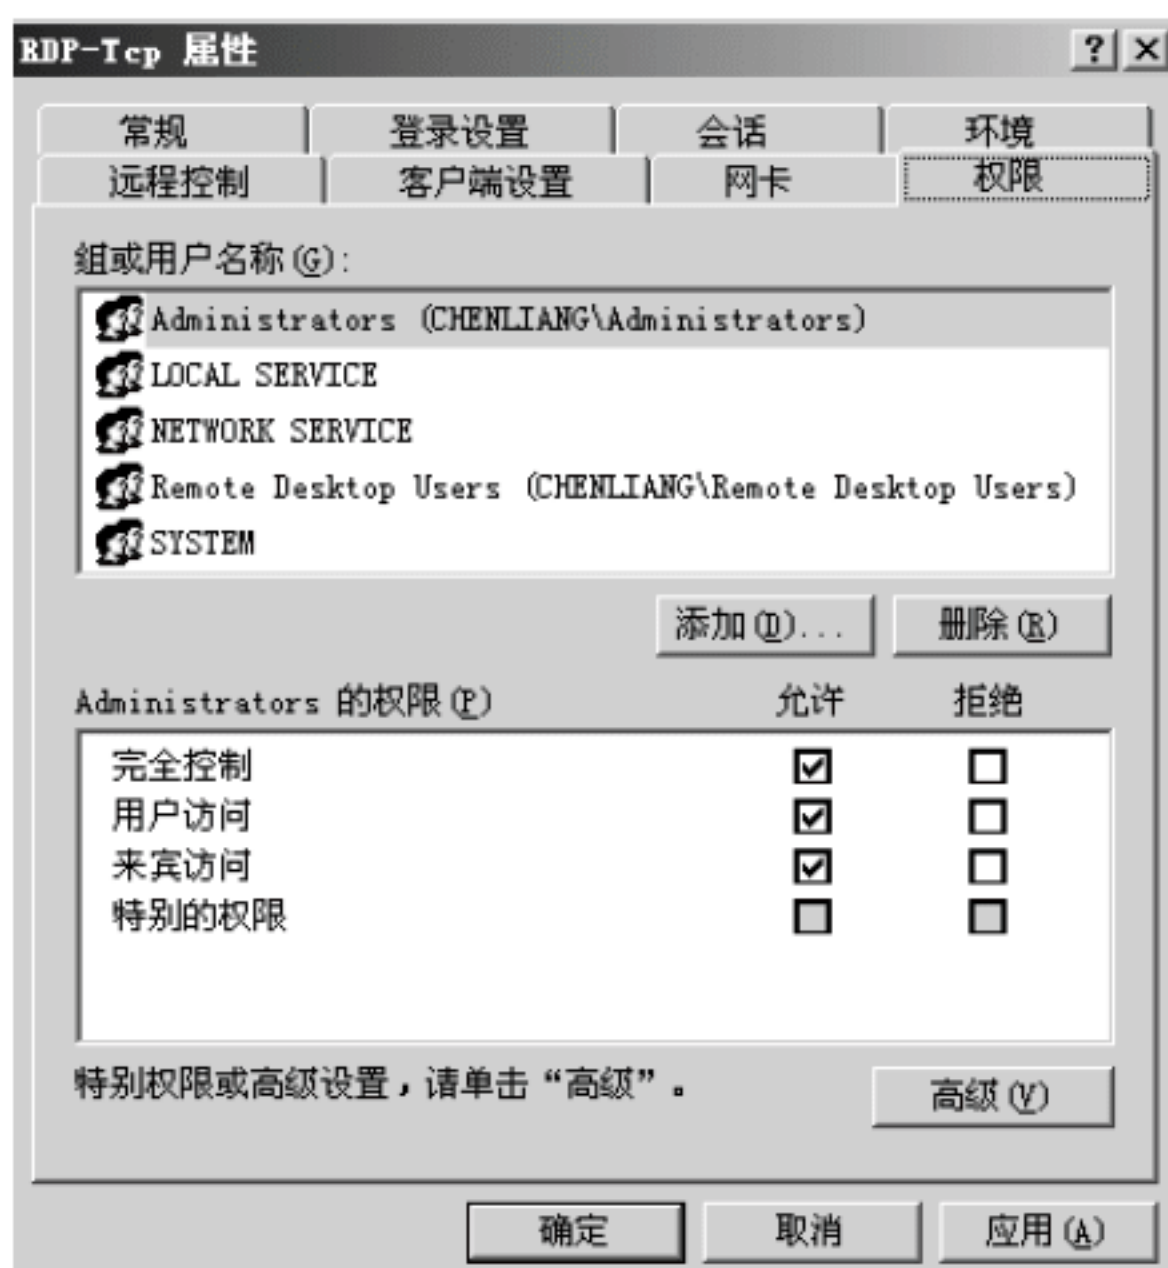 RDP-Tcp 属性
常规 登录设置 会话 环境
远程控制 客户端设置 网卡 权限
组或用户名称(G):
Administrators (CHENLIANG\Administrators)
LOCAL SERVICE
NETWORK SERVICE
Remote Desktop Users (CHENLIANG\Remote Desktop Users)
SYSTEM
添加(D)... 删除(R)
Administrators 的权限(P) 允许 拒绝
完全控制
用户访问
来宾访问
特别的权限
特别权限或高级设置，请单击“高级”。
高级(V)
确定 取消 应用(A)